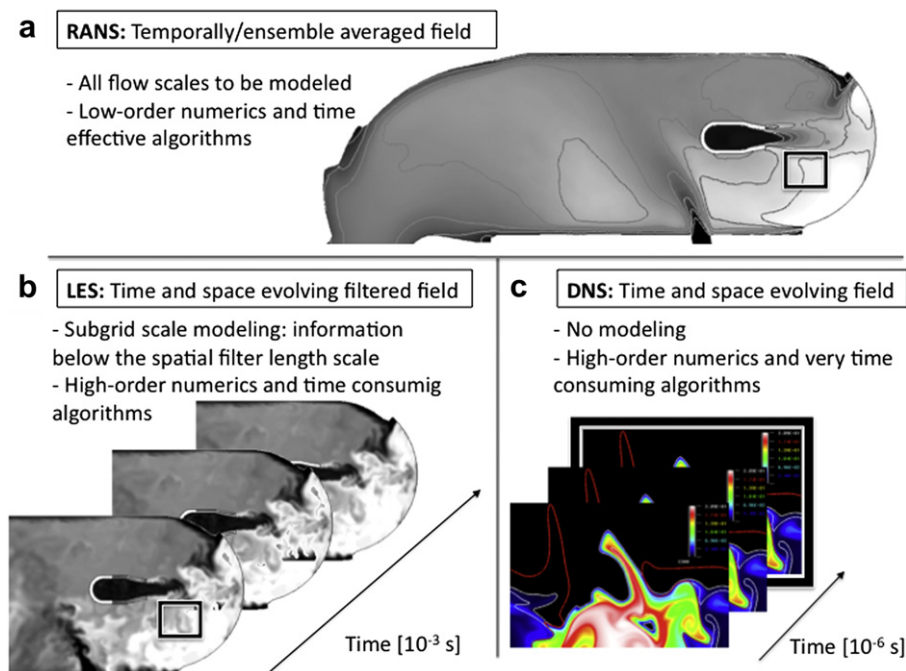 a
RANS: Temporally/ensemble averaged field
- All flow scales to be modeled
- Low-order numerics and time
effective algorithms
b
LES: Time and space evolving filtered field
- Subgrid scale modeling: information
below the spatial filter length scale
- High-order numerics and time consumig
algorithms
Time [10⁻³ s]
c
DNS: Time and space evolving field
- No modeling
- High-order numerics and very time
consuming algorithms
Time [10⁻⁶ s]